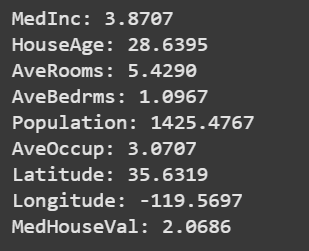 MedInc: 3.8707
HouseAge: 28.6395
AveRooms: 5.4290
AveBedrms: 1.0967
Population: 1425.4767
AveOccup: 3.0707
Latitude: 35.6319
Longitude: -119.5697
MedHouseVal: 2.0686